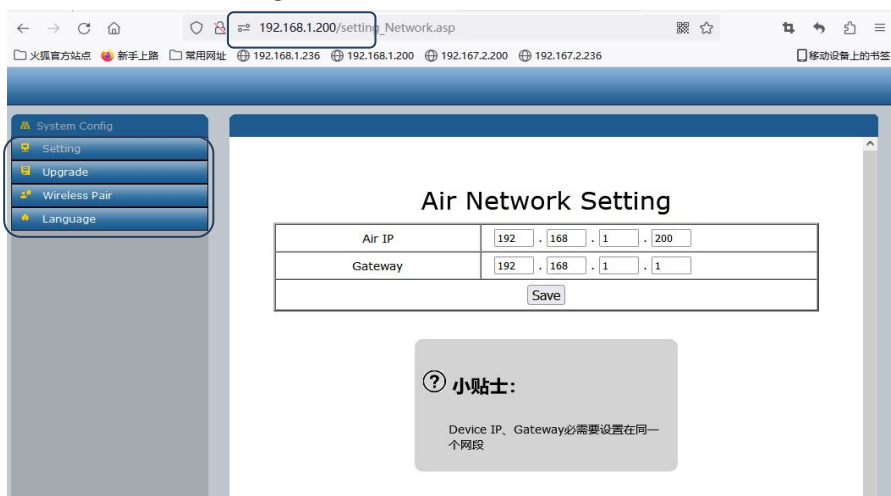 192.168.1.200/setting_Network.asp
火狐官方站点 新手上路 常用网址 192.168.1.236 192.168.1.200 192.167.2.200 192.167.2.236 移动设备上的书签
System Config
Setting
Upgrade
Wireless Pair
Language
Air Network Setting
Air IP 192 . 168 . 1 . 200
Gateway 192 . 168 . 1 . 1
Save
小贴士：
Device IP、Gateway必需要设置在同一
个网段